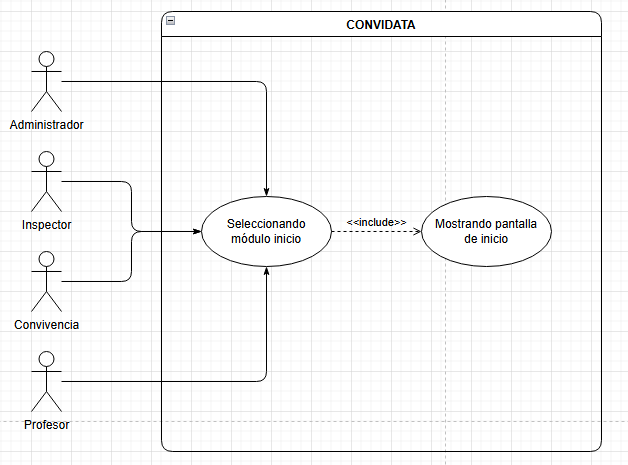 CONVIDATA
Administrador
Inspector
Convivencia
Profesor
Seleccionando
módulo inicio
<<include>>
Mostrando pantalla
de inicio